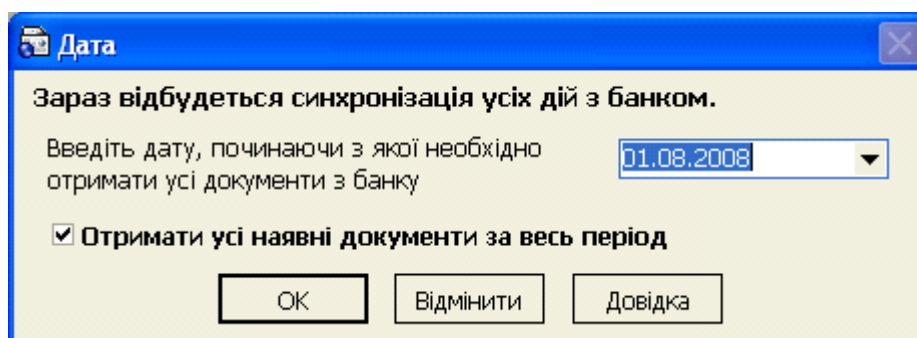 Дата
Зараз відбудеться синхронізація усіх дій з банком.
Введіть дату, починаючи з якої необхідно
отримати усі документи з банку
01.08.2008
Отримати усі наявні документи за весь період
ОК
Відмінити
Довідка